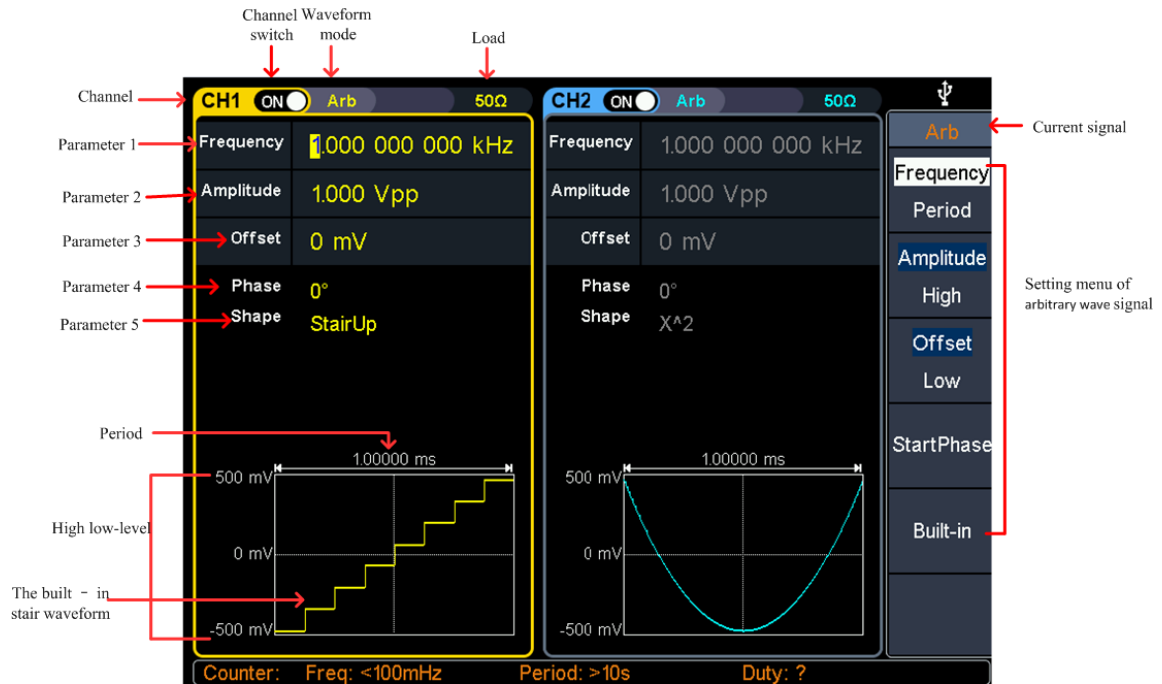 Channel switch
Waveform mode
Load
Channel
CH1 ON Arb 50Ω
CH2 ON Arb 50Ω
Parameter 1
Frequency 1.000 000 000 kHz
Frequency 1.000 000 000 kHz
Parameter 2
Amplitude 1.000 Vpp
Amplitude 1.000 Vpp
Parameter 3
Offset 0 mV
Offset 0 mV
Parameter 4
Phase 0°
Phase 0°
Parameter 5
Shape StairUp
Shape X^2
Period
1.00000 ms
1.00000 ms
500 mV
500 mV
High low-level
0 mV
0 mV
The built - in
stair waveform
-500 mV
-500 mV
Current signal
Arb
Frequency
Period
Amplitude
High
Offset
Low
StartPhase
Built-in
Setting menu of
arbitrary wave signal
Counter: Freq: <100mHz Period: >10s Duty: ?